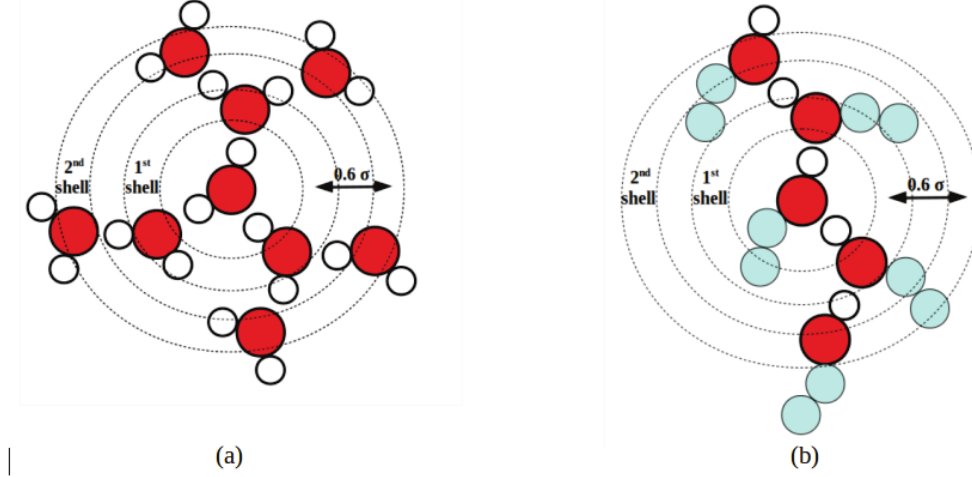 2nd
shell
1st
shell
0.6 σ
2nd
shell
1st
shell
0.6 σ
(a)
(b)